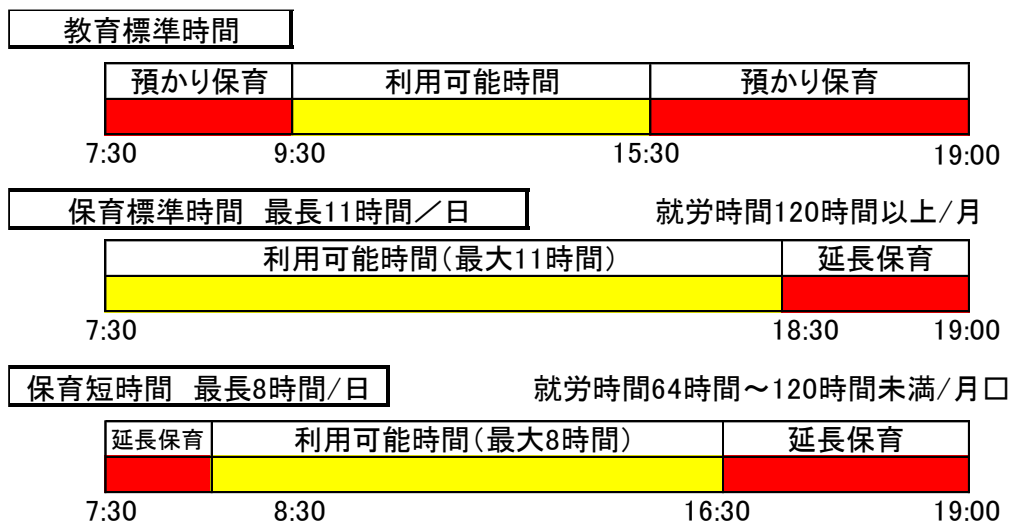 教育標準時間
預かり保育 利用可能時間 預かり保育
7:30 9:30 15:30 19:00
保育標準時間 最長11時間／日 就労時間120時間以上/月
利用可能時間（最大11時間） 延長保育
7:30 18:30 19:00
保育短時間 最長8時間/日 就労時間64時間～120時間未満/月□
延長保育 利用可能時間（最大8時間） 延長保育
7:30 8:30 16:30 19:00